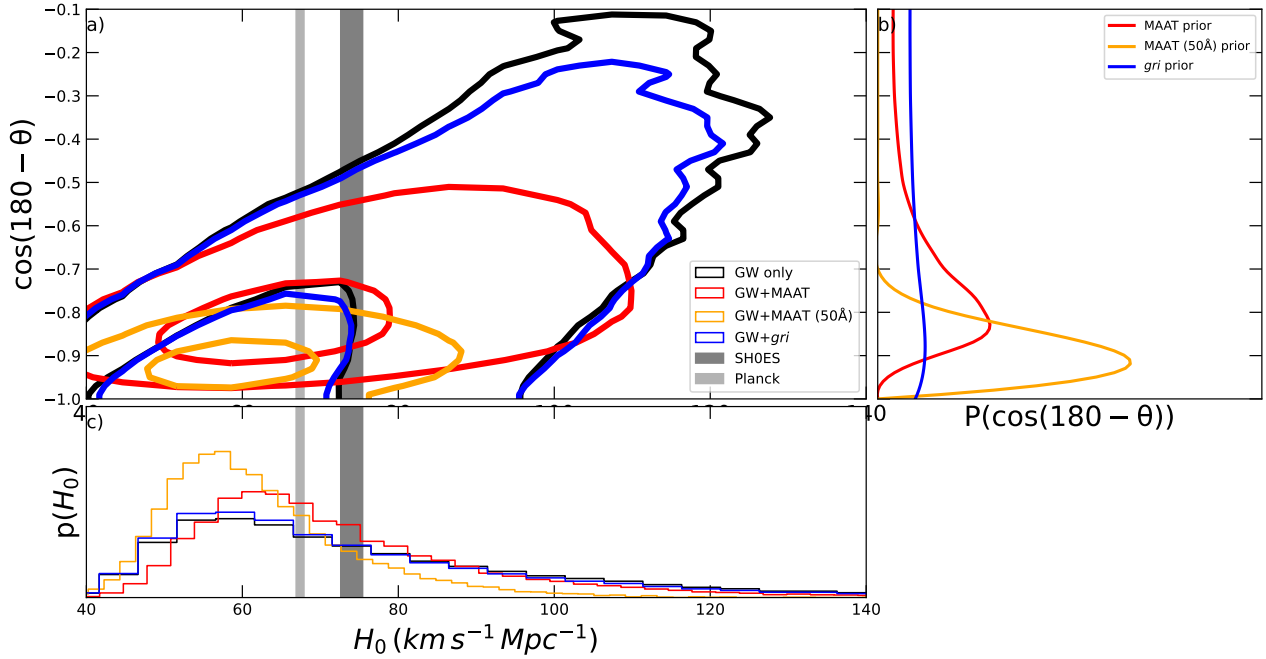 a)
−0.1
−0.2
−0.3
−0.4
−0.5
−0.6
−0.7
−0.8
−0.9
−1.0
cos(180 − θ)
GW only
GW+MAAT
GW+MAAT (50Å)
GW+gri
SH0ES
Planck
b)
MAAT prior
MAAT (50Å) prior
gri prior
P(cos(180 − θ))
c)
p(H₀)
40 60 80 100 120 140
H₀ (km s⁻¹ Mpc⁻¹)